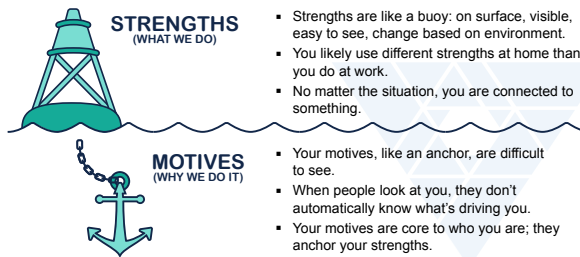 STRENGTHS
(WHAT WE DO)
▪ Strengths are like a buoy: on surface, visible,
easy to see, change based on environment.
▪ You likely use different strengths at home than
you do at work.
▪ No matter the situation, you are connected to
something.
MOTIVES
(WHY WE DO IT)
▪ Your motives, like an anchor, are difficult
to see.
▪ When people look at you, they don’t
automatically know what’s driving you.
▪ Your motives are core to who you are; they
anchor your strengths.